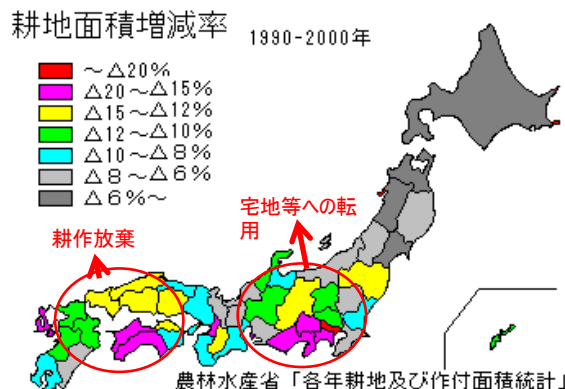 耕地面積増減率 1990-2000年
～△20%
△20～△15%
△15～△12%
△12～△10%
△10～△8%
△8～△6%
△6%～
宅地等への転
用
耕作放棄
農林水産省「各年耕地及び作付面積統計」